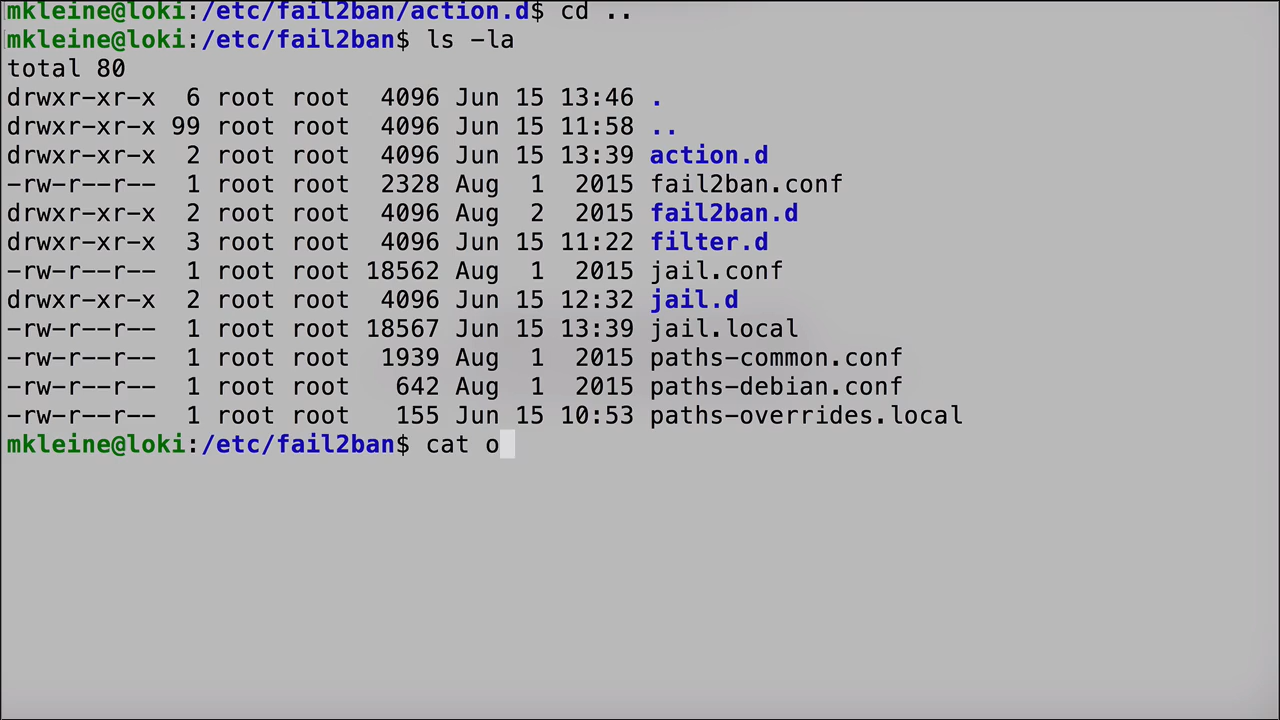 mkleine@loki:/etc/fail2ban/action.d$ cd ..
mkleine@loki:/etc/fail2ban$ ls -la
total 80
drwxr-xr-x  6 root root  4096 Jun 15 13:46 .
drwxr-xr-x 99 root root  4096 Jun 15 11:58 ..
drwxr-xr-x  2 root root  4096 Jun 15 13:39 action.d
-rw-r--r--  1 root root  2328 Aug  1  2015 fail2ban.conf
drwxr-xr-x  2 root root  4096 Aug  2  2015 fail2ban.d
drwxr-xr-x  3 root root  4096 Jun 15 11:22 filter.d
-rw-r--r--  1 root root 18562 Aug  1  2015 jail.conf
drwxr-xr-x  2 root root  4096 Jun 15 12:32 jail.d
-rw-r--r--  1 root root 18567 Jun 15 13:39 jail.local
-rw-r--r--  1 root root  1939 Aug  1  2015 paths-common.conf
-rw-r--r--  1 root root   642 Aug  1  2015 paths-debian.conf
-rw-r--r--  1 root root   155 Jun 15 10:53 paths-overrides.local
mkleine@loki:/etc/fail2ban$ cat o